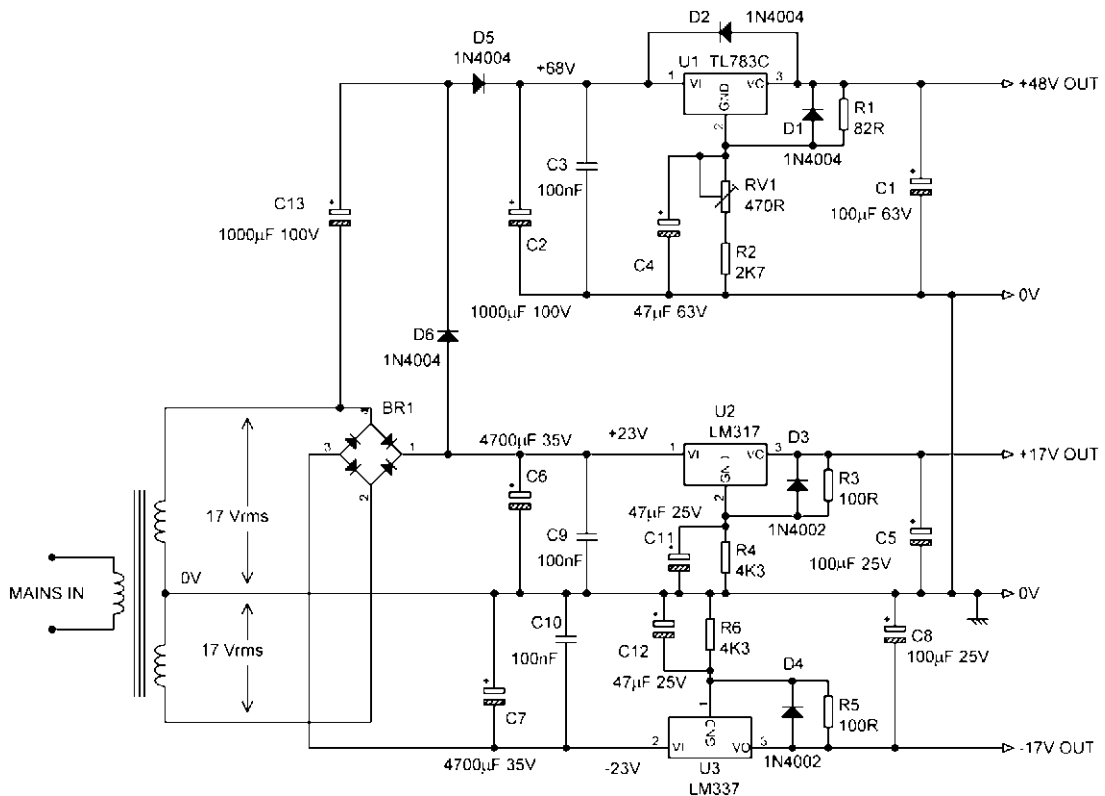 D2
1N4004
D5
1N4004
+68V
U1 TL783C
1
VI
VO
3
GND
2
+48V OUT
D1
1N4004
R1
82R
C3
100nF
RV1
470R
C1
100µF 63V
C13
1000µF 100V
C2
1000µF 100V
C4
47µF 63V
R2
2K7
0V
D6
1N4004
BR1
3
1
2
4700µF 35V
+23V
U2
LM317
1
VI
VO
3
GND
2
D3
1N4002
R3
100R
+17V OUT
C6
C9
100nF
47µF 25V
C11
R4
4K3
C5
100µF 25V
17 Vrms
MAINS IN
0V
0V
17 Vrms
C10
100nF
C12
47µF 25V
R6
4K3
C8
100µF 25V
D4
1N4002
R5
100R
C7
4700µF 35V
-23V
1
GND
2
VI
VO
3
U3
LM337
-17V OUT